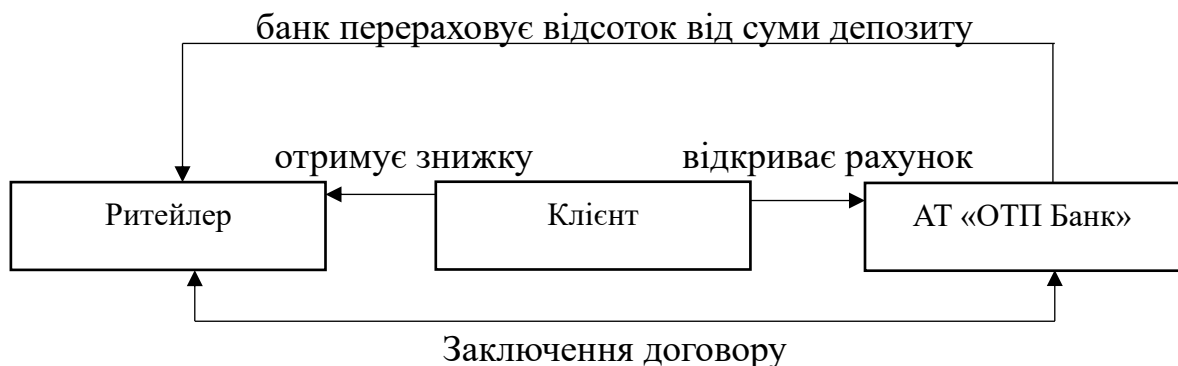 банк перераховує відсоток від суми депозиту
отримує знижку
відкриває рахунок
Ритейлер
Клієнт
АТ «ОТП Банк»
Заключення договору